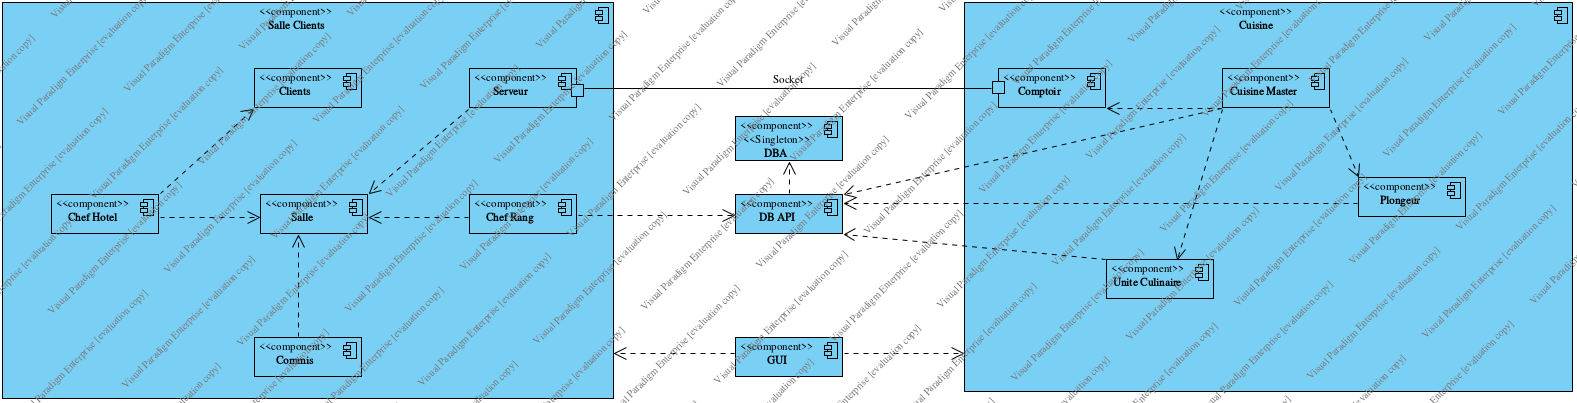 <<component>>
Salle Clients
<<component>>
Cuisine
<<component>>
Clients
<<component>>
Serveur
Socket
<<component>>
Comptoir
<<component>>
Cuisine Master
<<component>>
<<Singleton>>
DBA
<<component>>
Chef Hotel
<<component>>
Salle
<<component>>
Chef Rang
<<component>>
DB API
<<component>>
Plongeur
<<component>>
Unite Culinaire
<<component>>
Commis
<<component>>
GUI
Visual Paradigm Enterprise [evaluation copy]